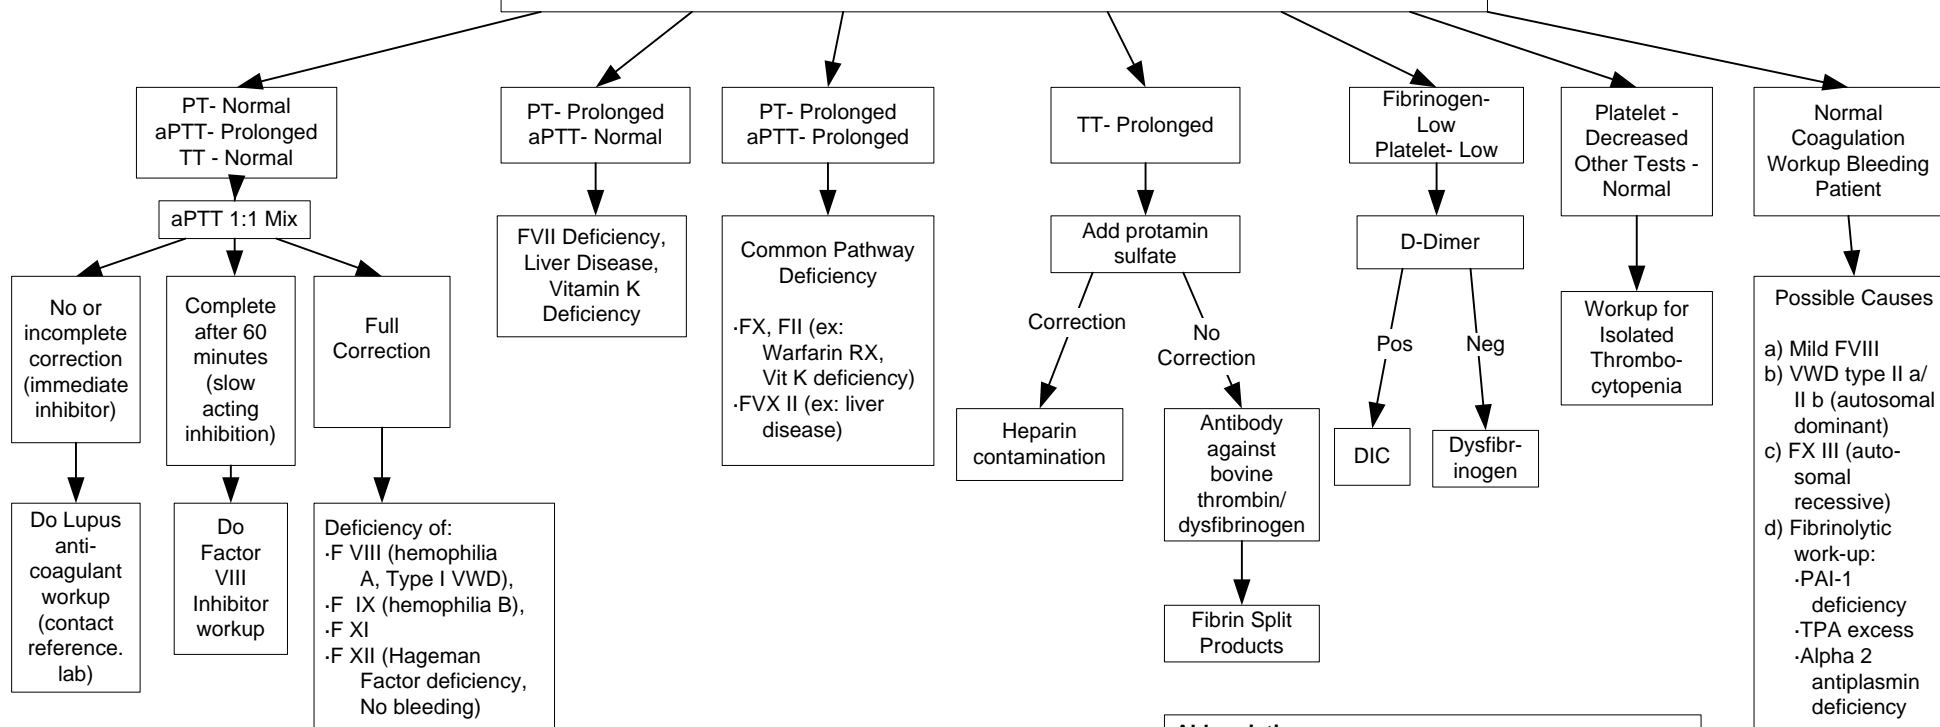 PT- Normal
aPTT- Prolonged
TT - Normal
aPTT 1:1 Mix
No or
incomplete
correction
(immediate
inhibitor)
Do Lupus
anti-
coagulant
workup
(contact
reference.
lab)
Complete
after 60
minutes
(slow
acting
inhibition)
Do
Factor
VIII
Inhibitor
workup
Full
Correction
Deficiency of:
·F VIII (hemophilia
A, Type I VWD),
·F IX (hemophilia B),
·F XI
·F XII (Hageman
Factor deficiency,
No bleeding)
PT- Prolonged
aPTT- Normal
FVII Deficiency,
Liver Disease,
Vitamin K
Deficiency
PT- Prolonged
aPTT- Prolonged
Common Pathway
Deficiency
·FX, FII (ex:
Warfarin RX,
Vit K deficiency)
·FVX II (ex: liver
disease)
TT- Prolonged
Add protamin
sulfate
Correction
Heparin
contamination
No
Correction
Antibody
against
bovine
thrombin/
dysfibrinogen
Fibrin Split
Products
Fibrinogen-
Low
Platelet- Low
D-Dimer
Pos
DIC
Neg
Dysfibr-
inogen
Platelet -
Decreased
Other Tests -
Normal
Workup for
Isolated
Thrombo-
cytopenia
Normal
Coagulation
Workup Bleeding
Patient
Possible Causes
a) Mild FVIII
b) VWD type II a/
II b (autosomal
dominant)
c) FX III (auto-
somal
recessive)
d) Fibrinolytic
work-up:
·PAI-1
deficiency
·TPA excess
·Alpha 2
antiplasmin
deficiency